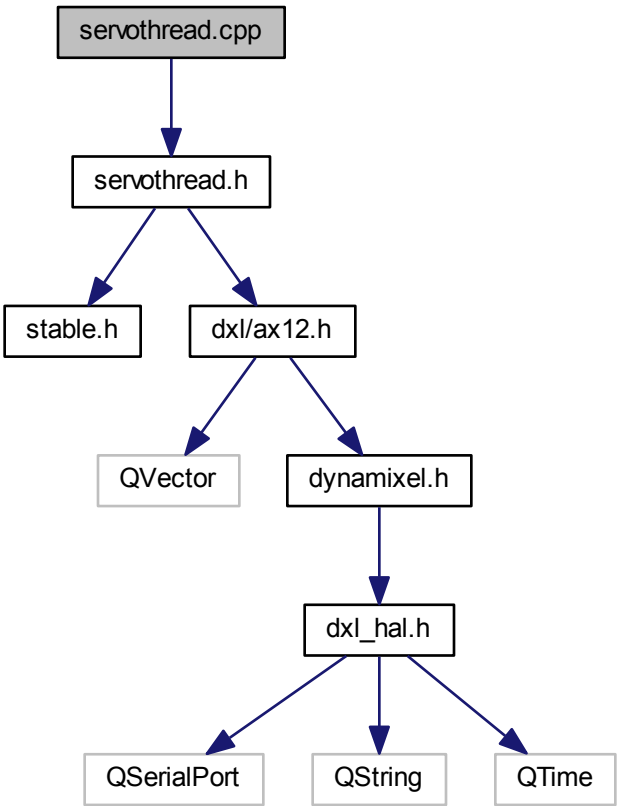 servothread.cpp
servothread.h
stable.h
dxl/ax12.h
QVector
dynamixel.h
dxl_hal.h
QSerialPort
QString
QTime